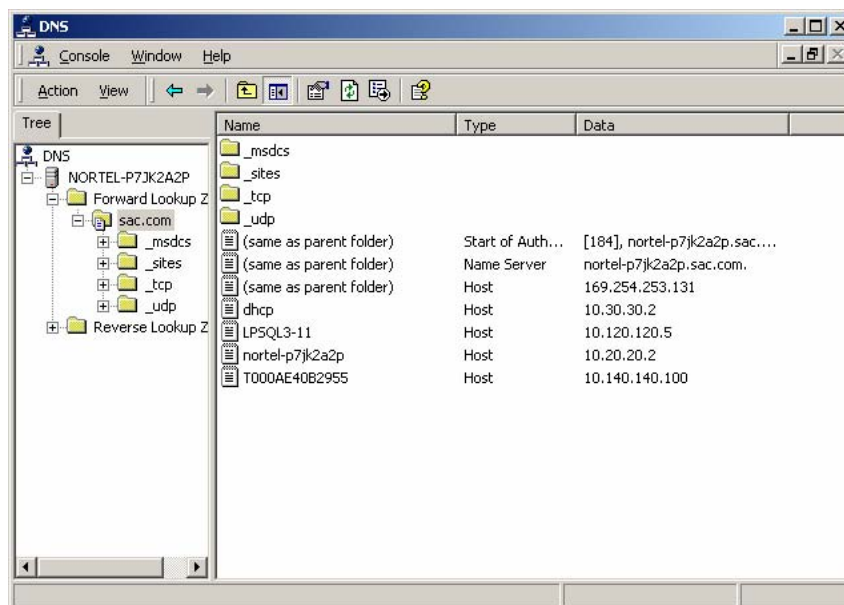 DNS
Console Window Help
Action View
Tree
DNS
NORTEL-P7JK2A2P
Forward Lookup Z
sac.com
_msdcs
_sites
_tcp
_udp
Reverse Lookup Z
Name Type Data
_msdcs
_sites
_tcp
_udp
(same as parent folder) Start of Auth... [184], nortel-p7jk2a2p.sac....
(same as parent folder) Name Server nortel-p7jk2a2p.sac.com.
(same as parent folder) Host 169.254.253.131
dhcp Host 10.30.30.2
LPSQL3-11 Host 10.120.120.5
nortel-p7jk2a2p Host 10.20.20.2
T000AE40B2955 Host 10.140.140.100